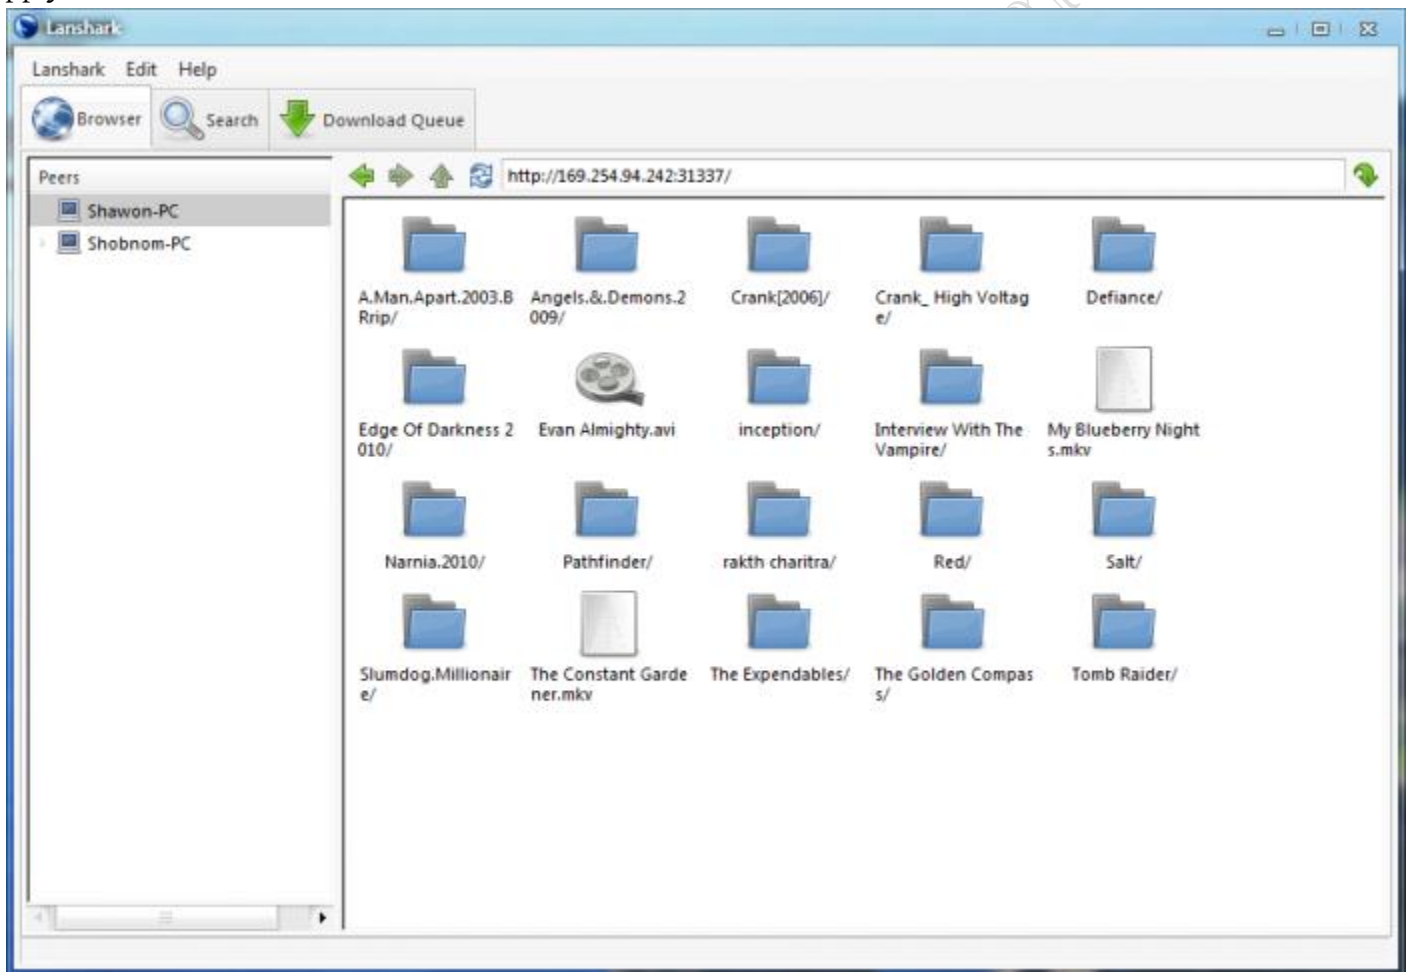 Lanshark
Lanshark Edit Help
Browser Search Download Queue
Peers
http://169.254.94.242:31337/
Shawon-PC
Shobnom-PC
A.Man.Apart.2003.B
Rrip/
Angels.&.Demons.2
009/
Crank[2006]/
Crank_ High Voltag
e/
Defiance/
Edge Of Darkness 2
010/
Evan Almighty.avi
inception/
Interview With The
Vampire/
My Blueberry Night
s.mkv
Narnia.2010/
Pathfinder/
rakth charitra/
Red/
Salt/
Slumdog.Millionair
e/
The Constant Garde
ner.mkv
The Expendables/
The Golden Compas
s/
Tomb Raider/